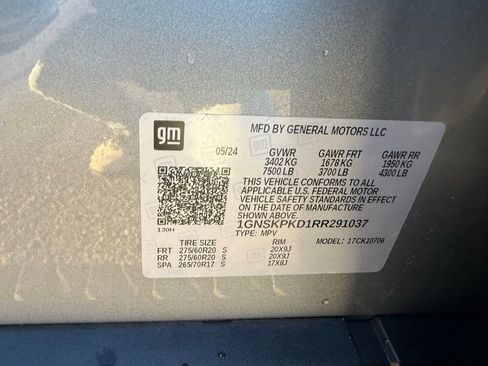 gm
MFD BY GENERAL MOTORS LLC
05/24 GVWR GAWR FRT GAWR RR
3402 KG 1678 KG 1950 KG
7500 LB 3700 LB 4300 LB
THIS VEHICLE CONFORMS TO ALL
APPLICABLE U.S. FEDERAL MOTOR
VEHICLE SAFETY STANDARDS IN EFFECT
ON THE DATE OF MANUFACTURE
SHOWN ABOVE.
130H
1GNSKPKD1RR291037
TYPE: MPV MODEL: 17CK10706
TIRE SIZE RIM
FRT 275/60R20 S 20X9J
RR 275/60R20 S 20X9J
SPA 265/70R17 S 17X8J